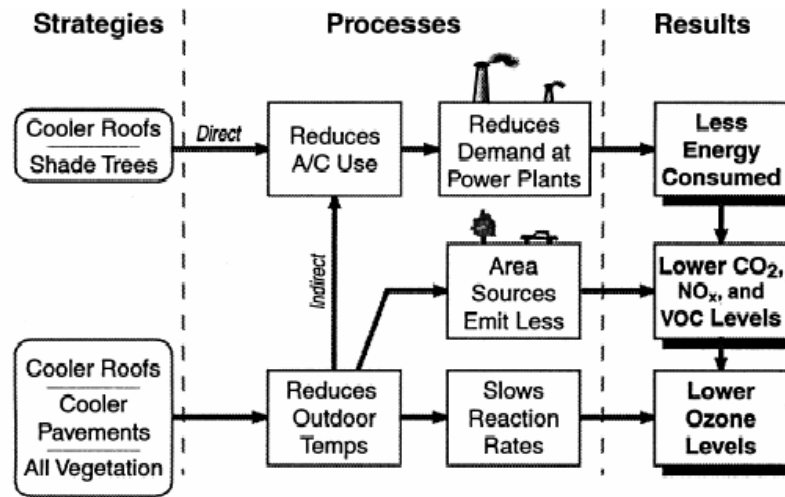 Strategies
Processes
Results
Cooler Roofs
Shade Trees
Direct
Reduces
A/C Use
Reduces
Demand at
Power Plants
Less
Energy
Consumed
Indirect
Area
Sources
Emit Less
Lower CO₂,
NOₓ, and
VOC Levels
Cooler Roofs
Cooler
Pavements
All Vegetation
Reduces
Outdoor
Temps
Slows
Reaction
Rates
Lower
Ozone
Levels